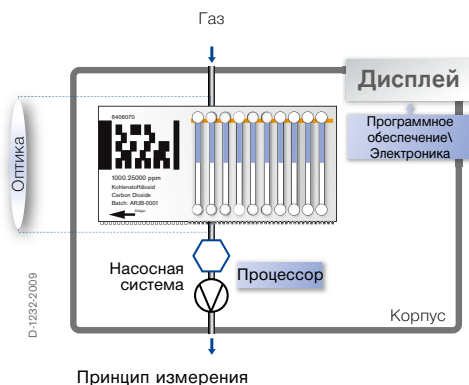 Газ
Дисплей
Программное
обеспечение\
Электроника
Оптика
6406070
1000.25000 ppm
Kohlenstoffdioxid
Carbon Dioxide
Batch: ARJB-0001
Dräger
Насосная
система
Процессор
Корпус
D-1232-2009
Принцип измерения